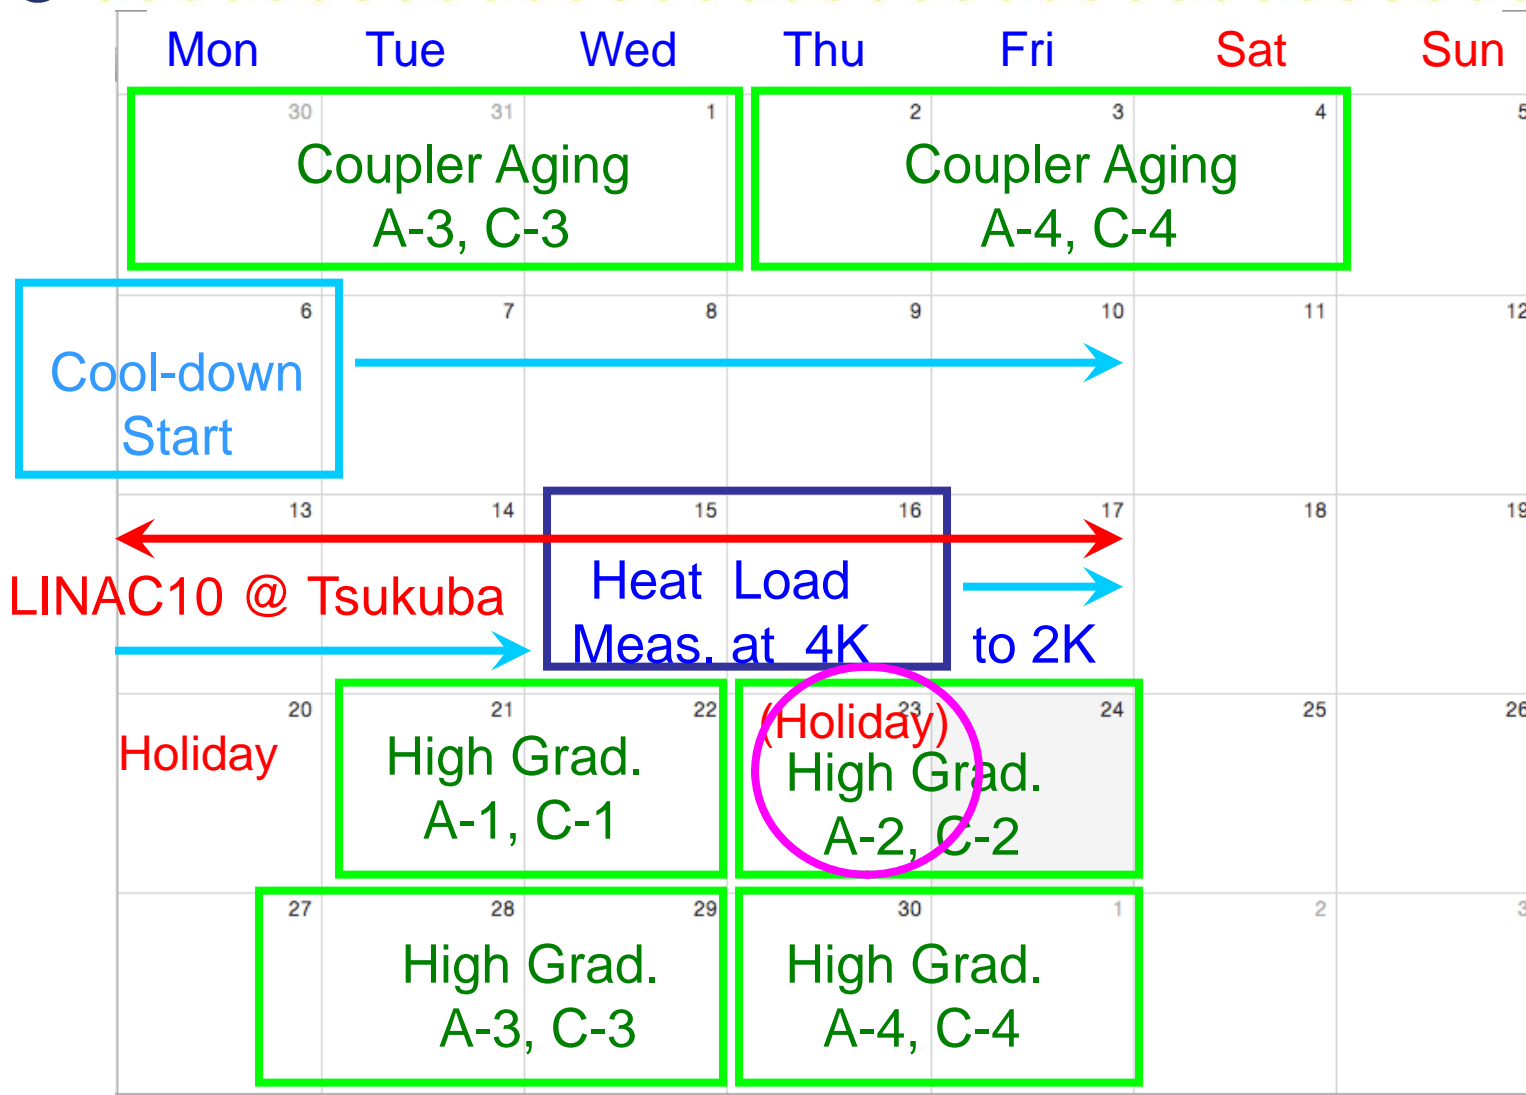 Mon Tue Wed Thu Fri Sat Sun
30 31 1 2 3 4 5
Coupler Aging
A-3, C-3
Coupler Aging
A-4, C-4
6 7 8 9 10 11 12
Cool-down
Start
13 14 15 16 17 18 19
LINAC10 @ Tsukuba
Heat Load
Meas. at 4K
to 2K
20 21 22 23 24 25 26
Holiday
High Grad.
A-1, C-1
(Holiday)
High Grad.
A-2, C-2
27 28 29 30 1 2 3
High Grad.
A-3, C-3
High Grad.
A-4, C-4